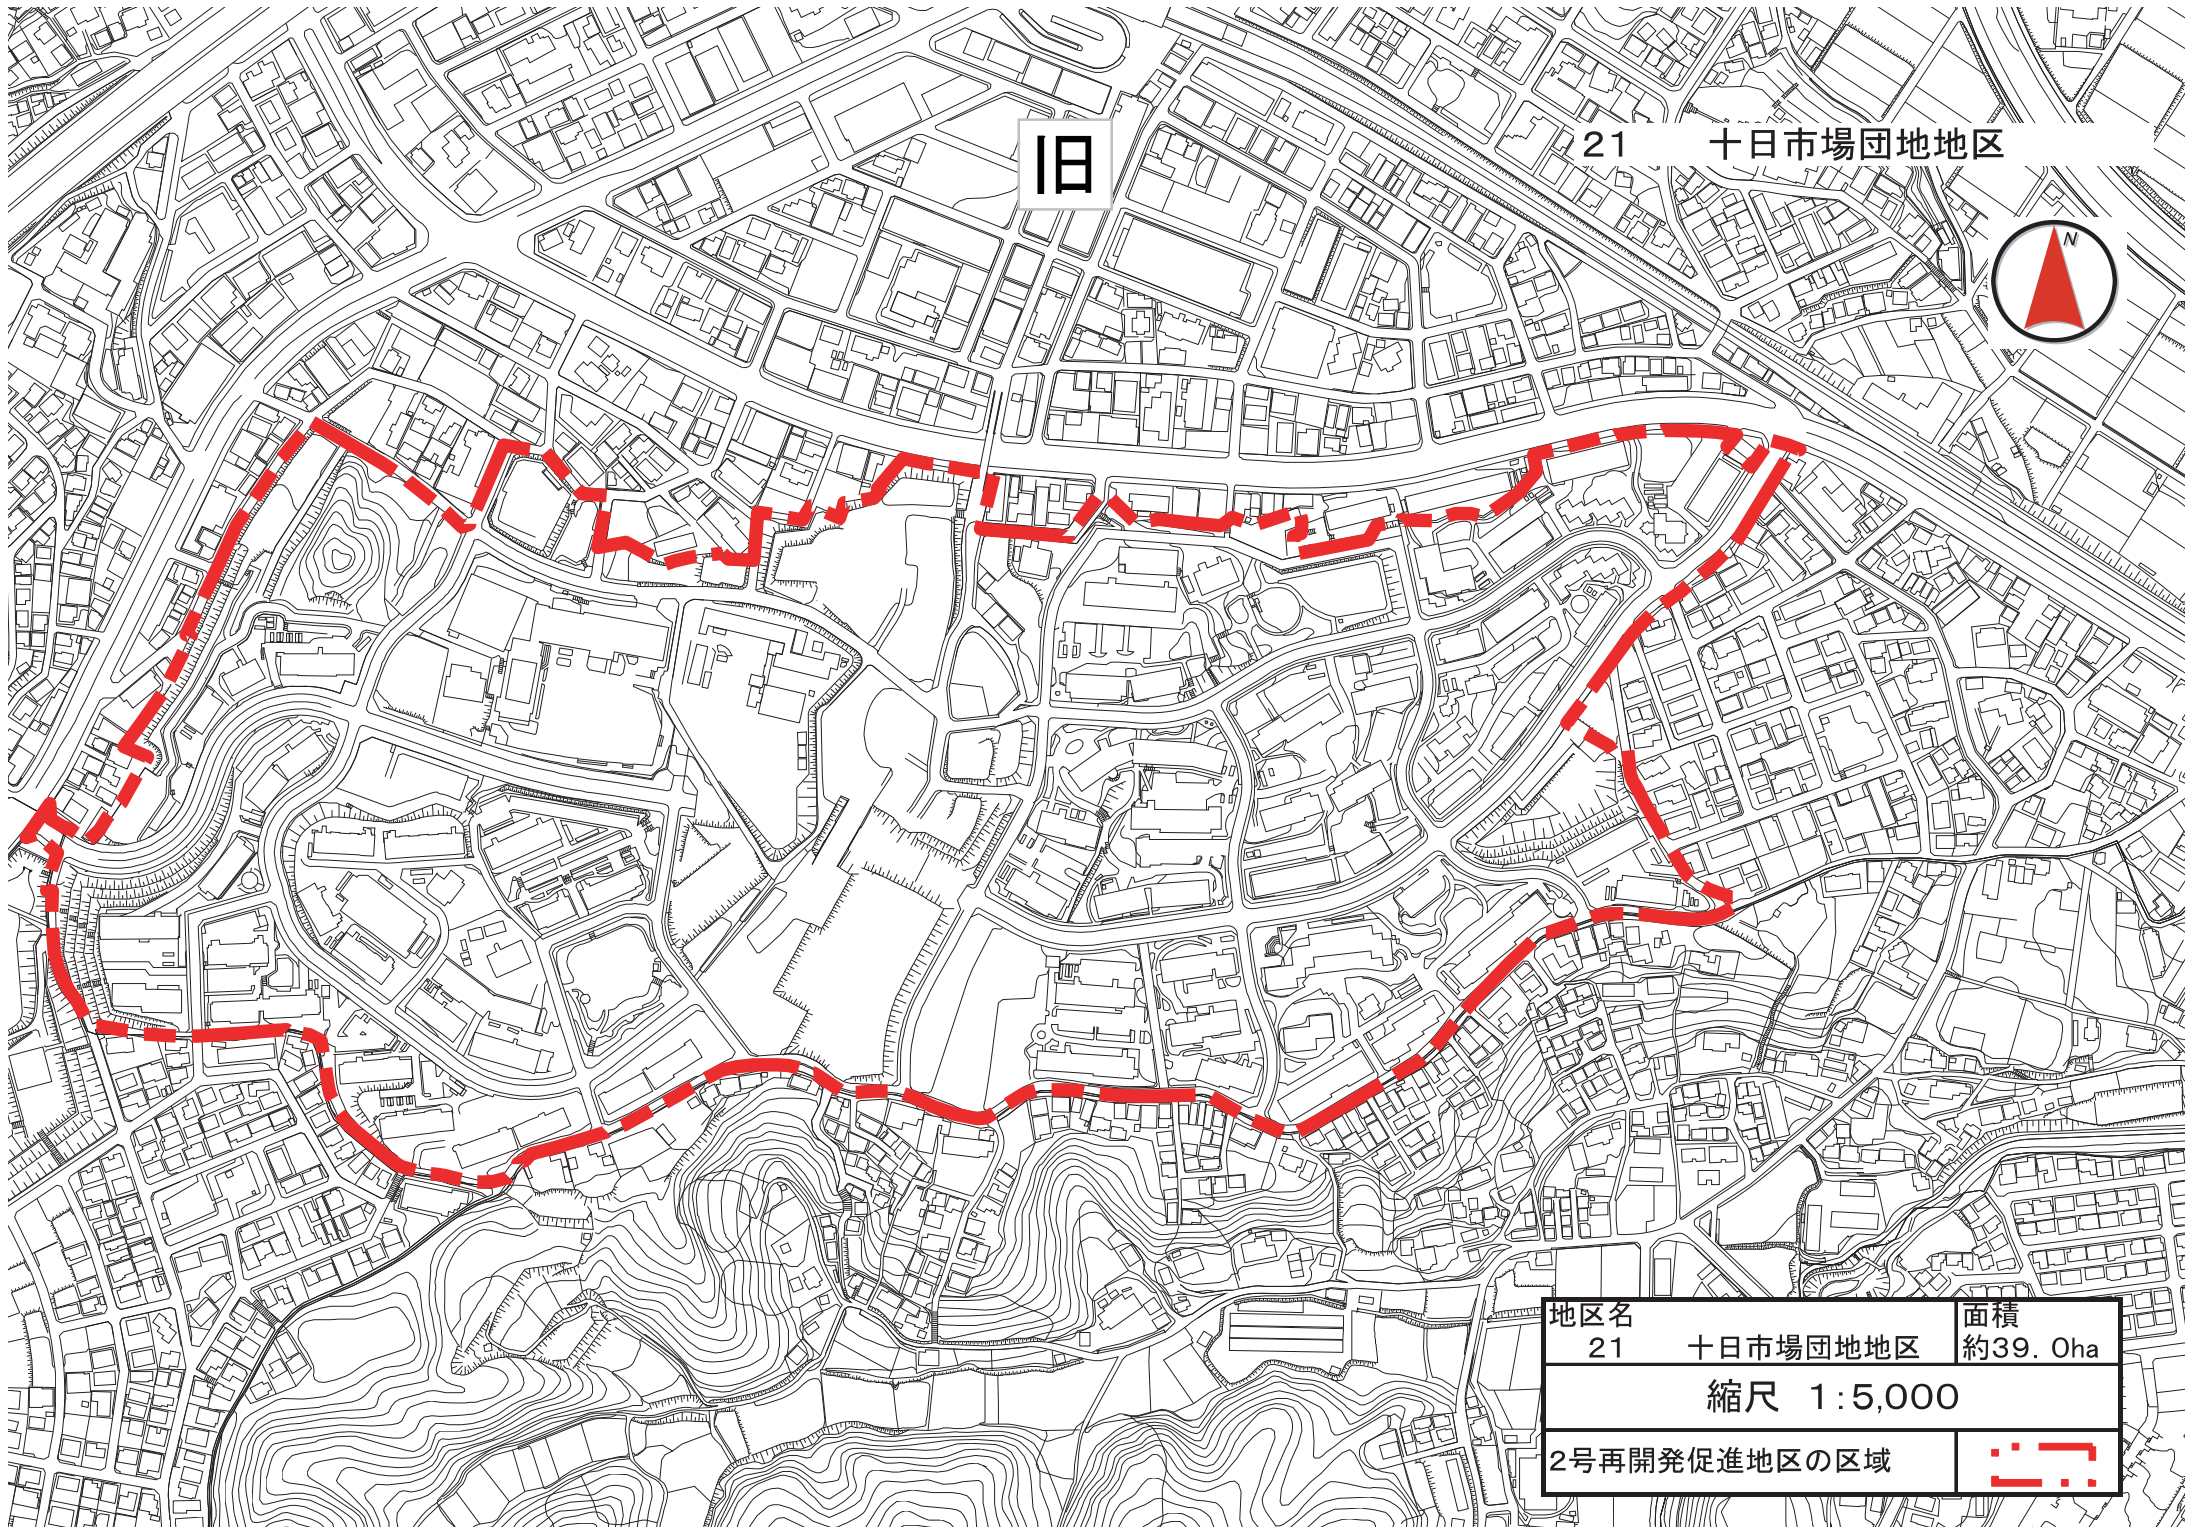 旧
21　　十日市場団地地区
N
地区名
21　　十日市場団地地区
面積
約39.0ha
縮尺　1:5,000
2号再開発促進地区の区域